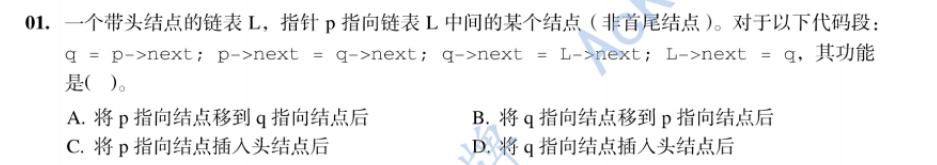 01. 一个带头结点的链表 L，指针 p 指向链表 L 中间的某个结点（非首尾结点）。对于以下代码段：
q = p->next; p->next = q->next; q->next = L->next; L->next = q，其功能
是(  )。
A. 将 p 指向结点移到 q 指向结点后 B. 将 q 指向结点移到 p 指向结点后
C. 将 p 指向结点插入头结点后 D. 将 q 指向结点插入头结点后